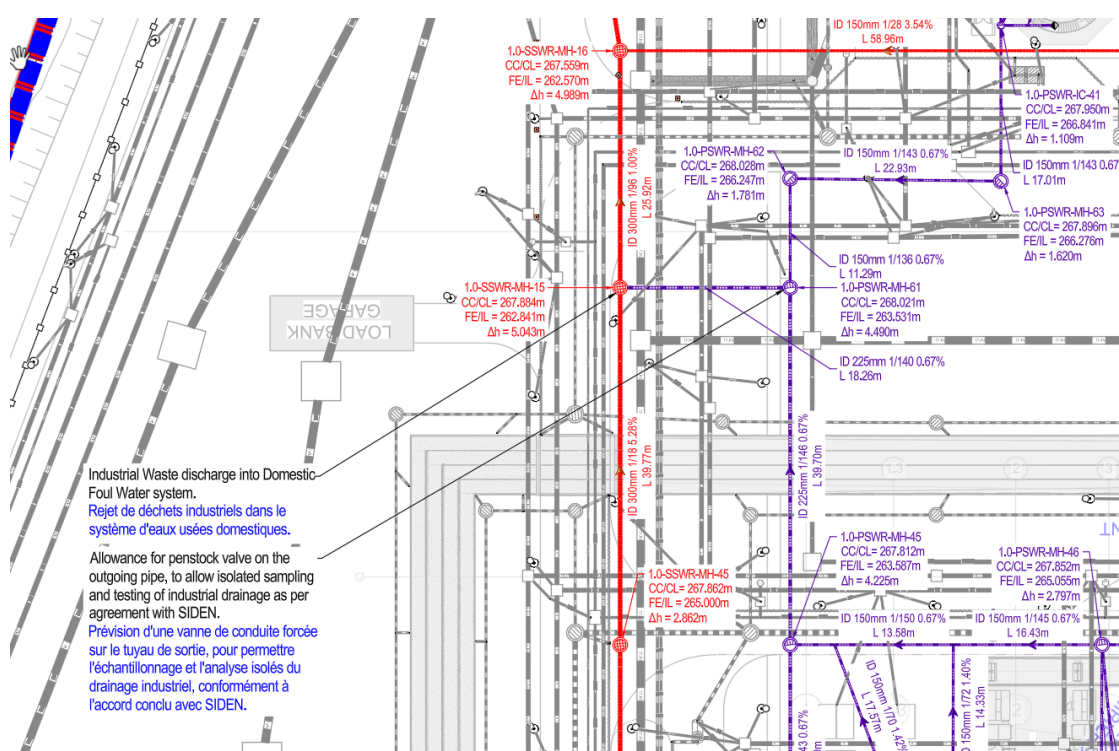 ID 150mm 1/28 3.54%
L 58.96m
1.0-SSWR-MH-16
CC/CL= 267.559m
FE/IL = 262.570m
Δh = 4.989m
1.0-PSWR-IC-41
CC/CL= 267.950m
FE/IL = 266.841m
Δh = 1.109m
1.0-PSWR-MH-62
CC/CL= 268.028m
FE/IL = 266.247m
Δh = 1.781m
ID 150mm 1/143 0.67%
L 22.93m
ID 150mm 1/143 0.67
L 17.01m
ID 300mm 1/96 1.00%
L 25.92m
1.0-PSWR-MH-63
CC/CL= 267.896m
FE/IL = 266.276m
Δh = 1.620m
ID 150mm 1/136 0.67%
L 11.29m
1.0-SSWR-MH-15
CC/CL= 267.884m
FE/IL = 262.841m
Δh = 5.043m
1.0-PSWR-MH-61
CC/CL= 268.021m
FE/IL = 263.531m
Δh = 4.490m
LOAD BANK
GARAGE
ID 225mm 1/140 0.67%
L 18.26m
ID 300mm 1/18 5.28%
L 39.77m
ID 225mm 1/146 0.67%
L 39.70m
1.3
2
3
Industrial Waste discharge into Domestic
Foul Water system.
Rejet de déchets industriels dans le
système d'eaux usées domestiques.
Allowance for penstock valve on the
outgoing pipe, to allow isolated sampling
and testing of industrial drainage as per
agreement with SIDEN.
Prévision d'une vanne de conduite forcée
sur le tuyau de sortie, pour permettre
l'échantillonnage et l'analyse isolés du
drainage industriel, conformément à
l'accord conclu avec SIDEN.
1.0-SSWR-MH-45
CC/CL= 267.862m
FE/IL = 265.000m
Δh = 2.862m
1.0-PSWR-MH-45
CC/CL= 267.812m
FE/IL = 263.587m
Δh = 4.225m
1.0-PSWR-MH-46
CC/CL= 267.852m
FE/IL = 265.055m
Δh = 2.797m
ID 150mm 1/150 0.67%
L 13.58m
ID 150mm 1/145 0.67%
L 16.43m
ID 150mm 1/70 1.42%
L 17.57m
150mm 1/72 1.40%
L 14.33m
43 0.67%